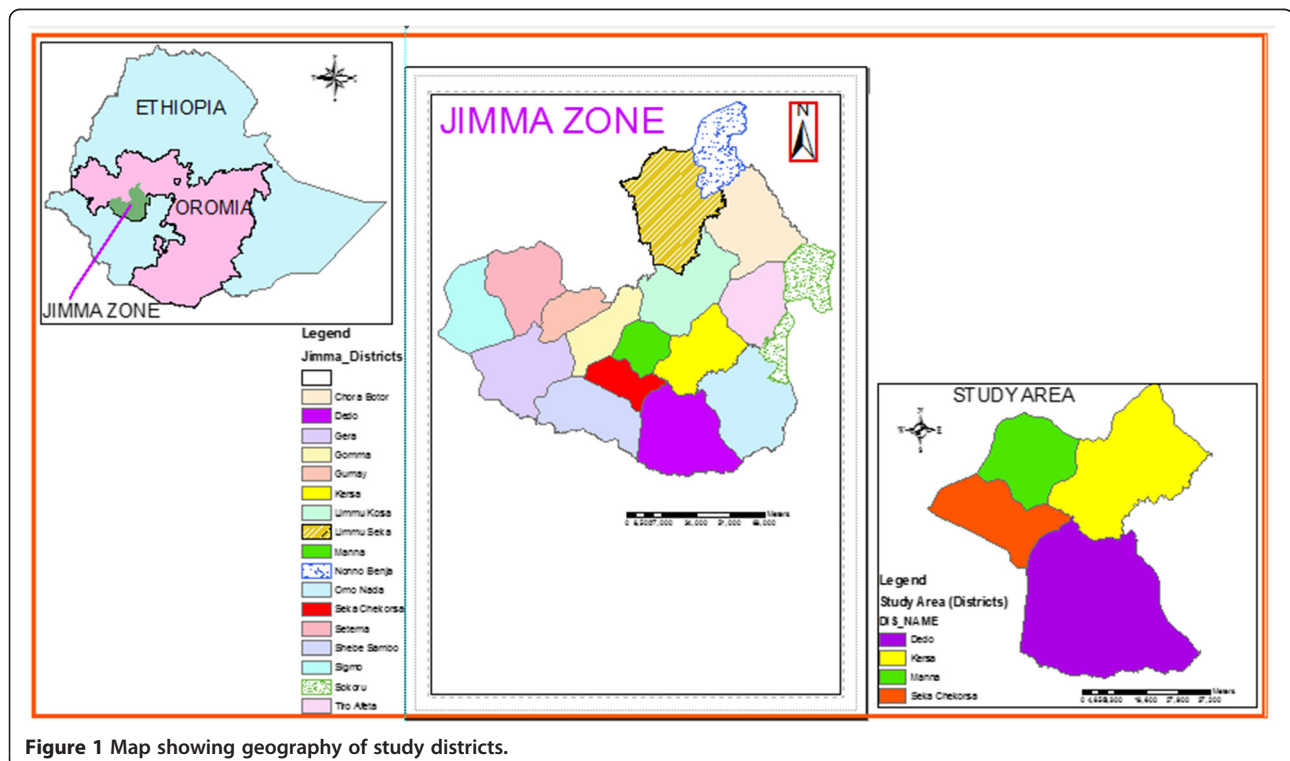 ETHIOPIA
OROMIA
JIMMA ZONE
Legend
Jimma_Districts
Chora Botor
Dedo
Gera
Gomma
Gumay
Kersa
Limmu Kosa
Limmu Seka
Manna
Nonno Benja
Omo Nada
Seka Chekorsa
Setema
Shebe Sambo
Sigmo
Sokoru
Tiro Afeta
JIMMA ZONE
N
Meters
STUDY AREA
N
W E
S
Legend
Study Area (Districts)
DIS_NAME
Dedo
Kersa
Manna
Seka Chekorsa
Meters
Figure 1 Map showing geography of study districts.